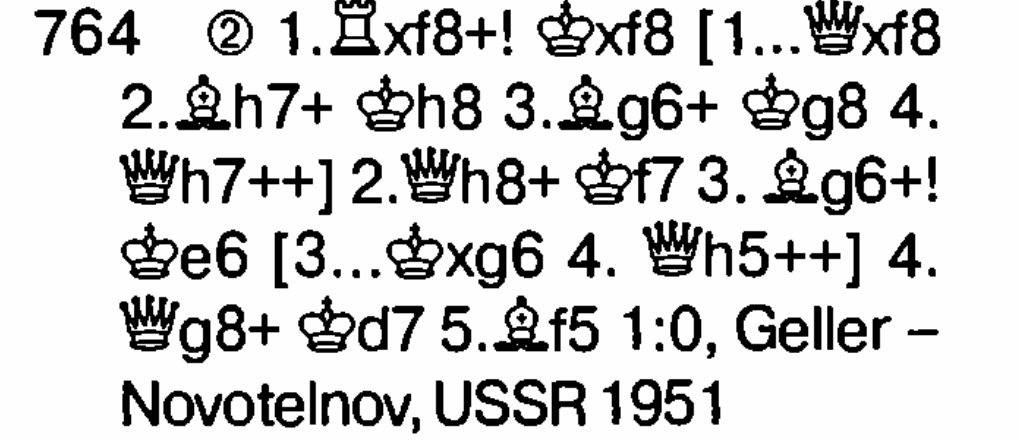 764 ② 1.♖xf8+! ♔xf8 [1...♕xf8
2.♗h7+ ♔h8 3.♗g6+ ♔g8 4.
♕h7++] 2.♕h8+ ♔f7 3. ♗g6+!
♔e6 [3...♔xg6 4. ♕h5++] 4.
♕g8+ ♔d7 5.♗f5 1:0, Geller –
Novotelnov, USSR 1951